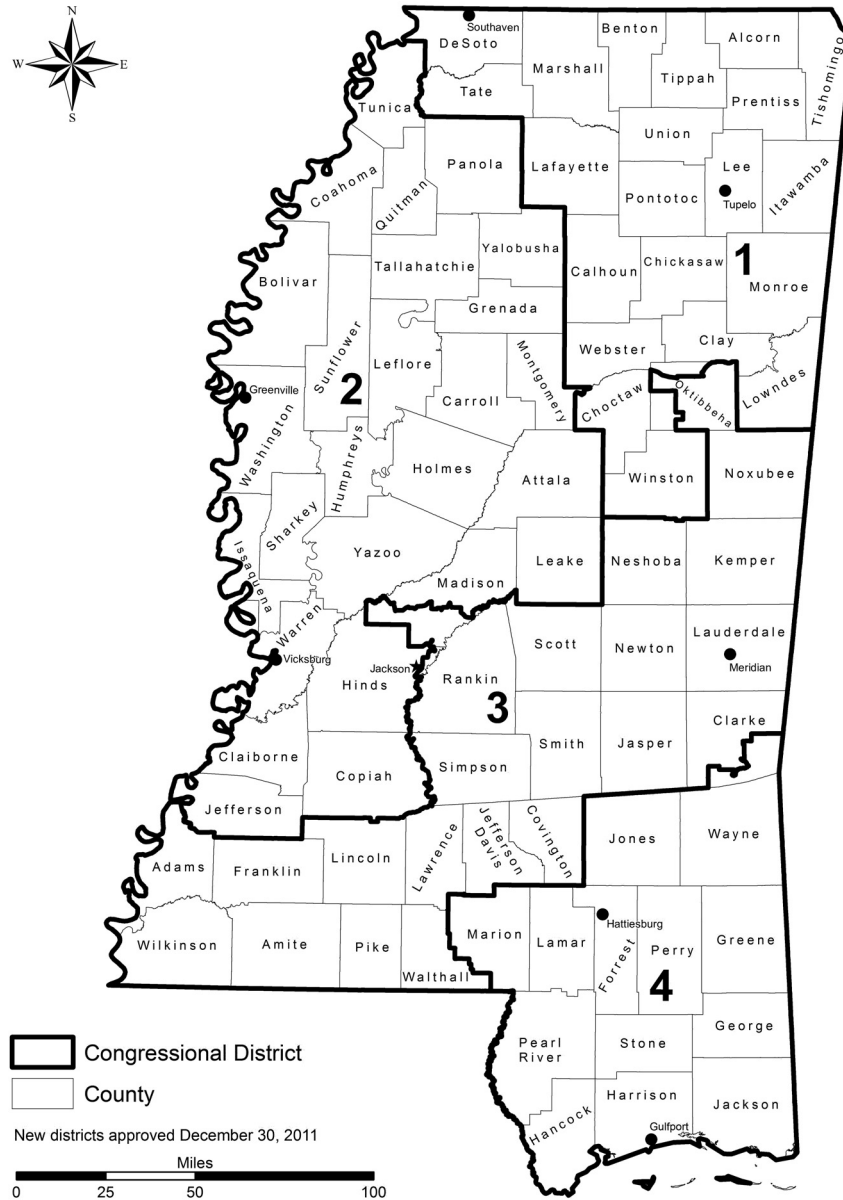 N
W
E
S
Southaven
DeSoto
Benton
Alcorn
Tishomingo
Marshall
Tippah
Tate
Prentiss
Tunica
Union
Panola
Lafayette
Lee
Coahoma
Quitman
Pontotoc
Tupelo
Itawamba
Yalobusha
Tallahatchie
Calhoun
Chickasaw
1
Bolivar
Monroe
Grenada
Sunflower
Leflore
Montgomery
Webster
Clay
2
Greenville
Carroll
Choctaw
Oktibbeha
Lowndes
Washington
Humphreys
Holmes
Attala
Winston
Noxubee
Sharkey
Issaquena
Yazoo
Leake
Neshoba
Kemper
Madison
Warren
Vicksburg
Jackson
Hinds
Rankin
Scott
Newton
Lauderdale
Meridian
3
Claiborne
Copiah
Simpson
Smith
Jasper
Clarke
Jefferson
Lawrence
Jefferson
Davis
Covington
Jones
Wayne
Adams
Franklin
Lincoln
Wilkinson
Amite
Pike
Walthall
Marion
Lamar
Hattiesburg
Forrest
Perry
Greene
4
Pearl
River
Stone
George
Hancock
Harrison
Jackson
Gulfport
Congressional District
County
New districts approved December 30, 2011
Miles
0
25
50
100